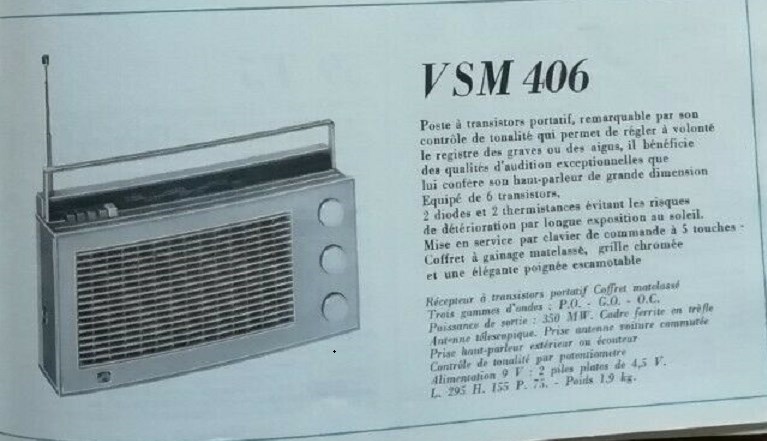 VSM 406
Poste à transistors portatif, remarquable par son
contrôle de tonalité qui permet de régler à volonté
le registre des graves ou des aigus, il bénéficie
des qualités d'audition exceptionnelles que
lui confère son haut-parleur de grande dimension
Equipé de 6 transistors,
2 diodes et 2 thermistances évitant les risques
de détérioration par longue exposition au soleil.
Mise en service par clavier de commande à 5 touches -
Coffret à gainage matelassé, grille chromée
et une élégante poignée escamotable
Récepteur à transistors portatif Coffret matelassé
Trois gammes d'ondes : P.O. - G.O. - O.C.
Puissance de sortie : 350 MW. Cadre ferrite en trèfle
Antenne télescopique. Prise antenne voiture commutée
Prise haut-parleur extérieur ou écouteur
Contrôle de tonalité par potentiomètre
Alimentation 9 V : 2 piles plates de 4,5 V.
L. 295 H. 155 P. 75. - Poids 1,9 kg.